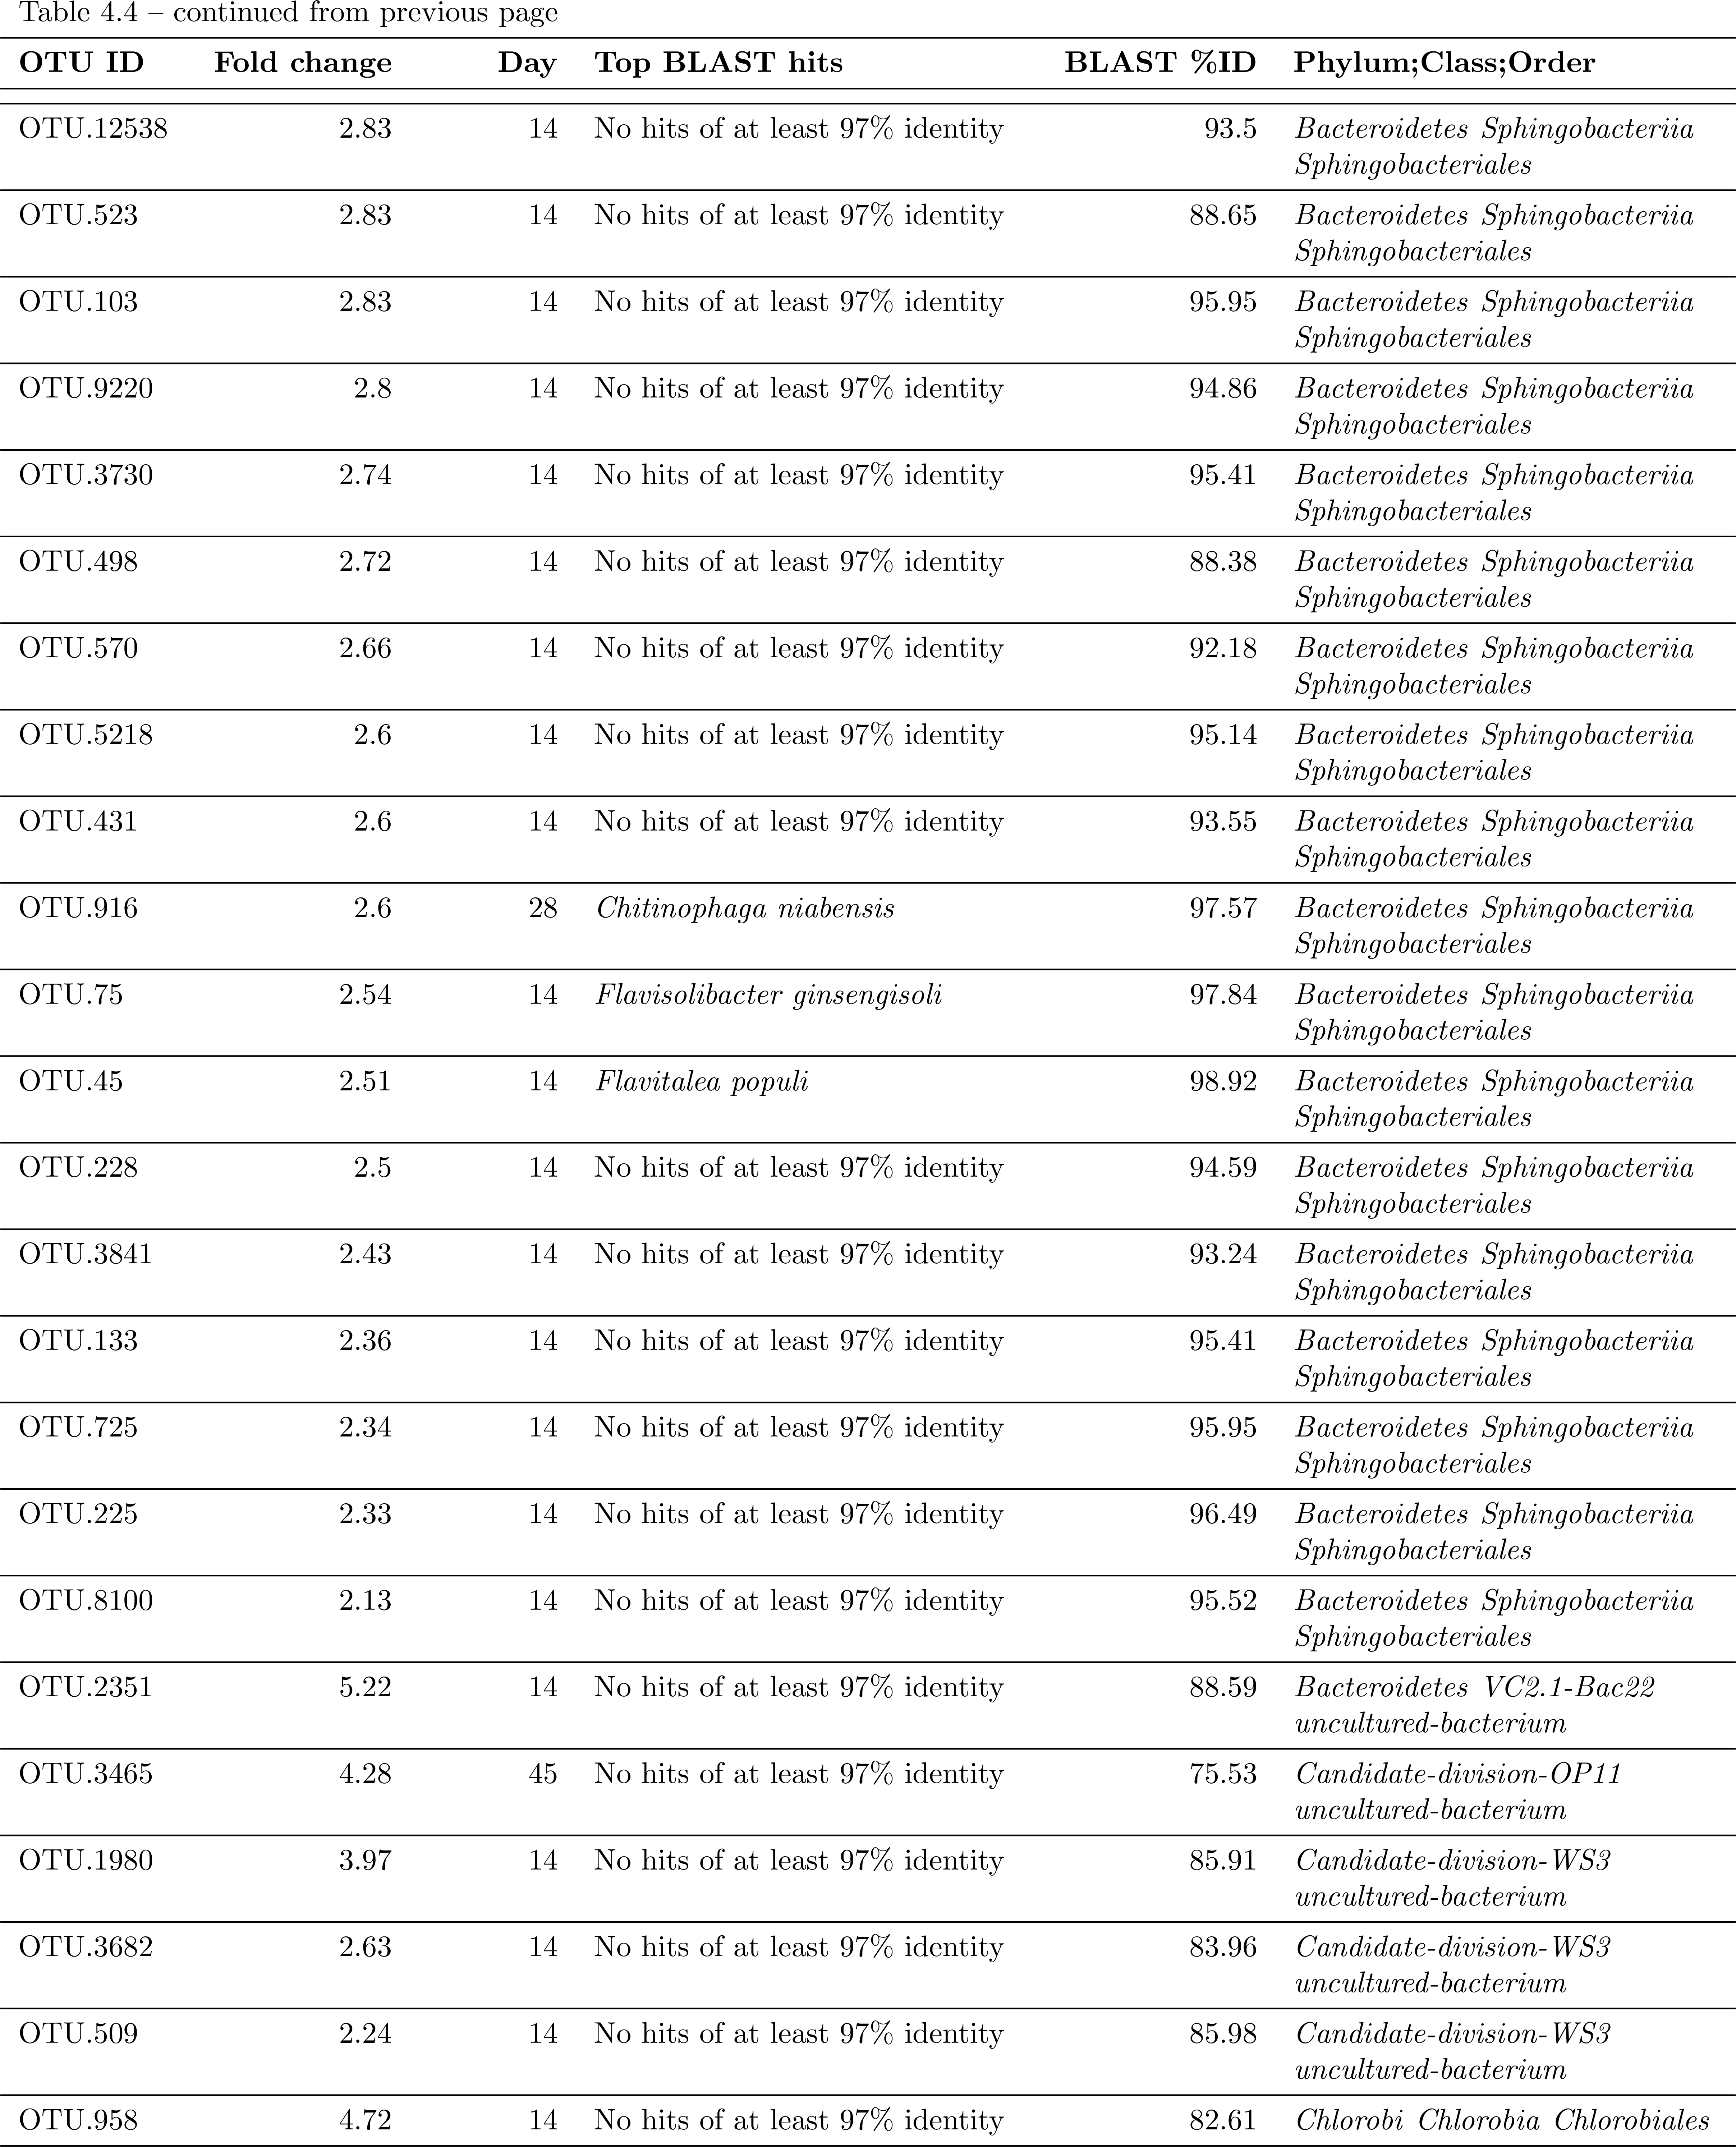 Table 4.4 – continued from previous page
OTU ID Fold change Day Top BLAST hits BLAST %ID Phylum;Class;Order
OTU.12538 2.83 14 No hits of at least 97% identity 93.5 Bacteroidetes Sphingobacteriia
Sphingobacteriales
OTU.523 2.83 14 No hits of at least 97% identity 88.65 Bacteroidetes Sphingobacteriia
Sphingobacteriales
OTU.103 2.83 14 No hits of at least 97% identity 95.95 Bacteroidetes Sphingobacteriia
Sphingobacteriales
OTU.9220 2.8 14 No hits of at least 97% identity 94.86 Bacteroidetes Sphingobacteriia
Sphingobacteriales
OTU.3730 2.74 14 No hits of at least 97% identity 95.41 Bacteroidetes Sphingobacteriia
Sphingobacteriales
OTU.498 2.72 14 No hits of at least 97% identity 88.38 Bacteroidetes Sphingobacteriia
Sphingobacteriales
OTU.570 2.66 14 No hits of at least 97% identity 92.18 Bacteroidetes Sphingobacteriia
Sphingobacteriales
OTU.5218 2.6 14 No hits of at least 97% identity 95.14 Bacteroidetes Sphingobacteriia
Sphingobacteriales
OTU.431 2.6 14 No hits of at least 97% identity 93.55 Bacteroidetes Sphingobacteriia
Sphingobacteriales
OTU.916 2.6 28 Chitinophaga niabensis 97.57 Bacteroidetes Sphingobacteriia
Sphingobacteriales
OTU.75 2.54 14 Flavisolibacter ginsengisoli 97.84 Bacteroidetes Sphingobacteriia
Sphingobacteriales
OTU.45 2.51 14 Flavitalea populi 98.92 Bacteroidetes Sphingobacteriia
Sphingobacteriales
OTU.228 2.5 14 No hits of at least 97% identity 94.59 Bacteroidetes Sphingobacteriia
Sphingobacteriales
OTU.3841 2.43 14 No hits of at least 97% identity 93.24 Bacteroidetes Sphingobacteriia
Sphingobacteriales
OTU.133 2.36 14 No hits of at least 97% identity 95.41 Bacteroidetes Sphingobacteriia
Sphingobacteriales
OTU.725 2.34 14 No hits of at least 97% identity 95.95 Bacteroidetes Sphingobacteriia
Sphingobacteriales
OTU.225 2.33 14 No hits of at least 97% identity 96.49 Bacteroidetes Sphingobacteriia
Sphingobacteriales
OTU.8100 2.13 14 No hits of at least 97% identity 95.52 Bacteroidetes Sphingobacteriia
Sphingobacteriales
OTU.2351 5.22 14 No hits of at least 97% identity 88.59 Bacteroidetes VC2.1-Bac22
uncultured-bacterium
OTU.3465 4.28 45 No hits of at least 97% identity 75.53 Candidate-division-OP11
uncultured-bacterium
OTU.1980 3.97 14 No hits of at least 97% identity 85.91 Candidate-division-WS3
uncultured-bacterium
OTU.3682 2.63 14 No hits of at least 97% identity 83.96 Candidate-division-WS3
uncultured-bacterium
OTU.509 2.24 14 No hits of at least 97% identity 85.98 Candidate-division-WS3
uncultured-bacterium
OTU.958 4.72 14 No hits of at least 97% identity 82.61 Chlorobi Chlorobia Chlorobiales